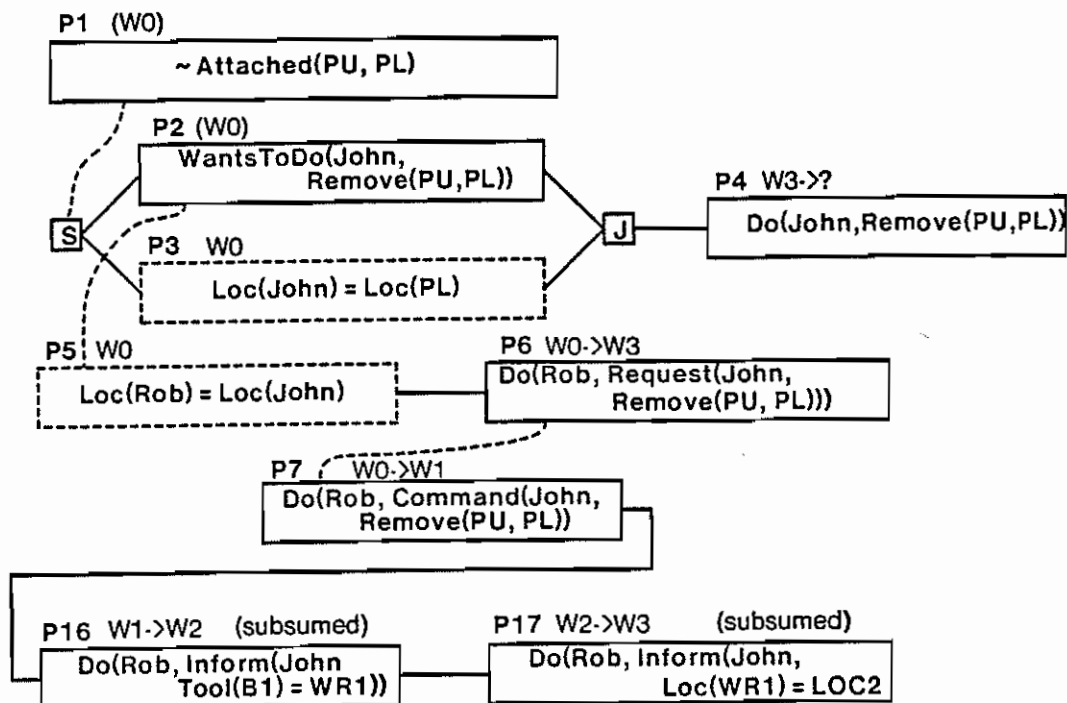 P1 (W0)
~ Attached(PU, PL)
P2 (W0)
WantsToDo(John,
Remove(PU,PL))
P4 W3->?
Do(John,Remove(PU,PL))
S
J
P3 W0
Loc(John) = Loc(PL)
P5 W0
Loc(Rob) = Loc(John)
P6 W0->W3
Do(Rob, Request(John,
Remove(PU, PL)))
P7 W0->W1
Do(Rob, Command(John,
Remove(PU, PL))
P16 W1->W2 (subsumed)
Do(Rob, Inform(John
Tool(B1) = WR1))
P17 W2->W3 (subsumed)
Do(Rob, Inform(John,
Loc(WR1) = LOC2